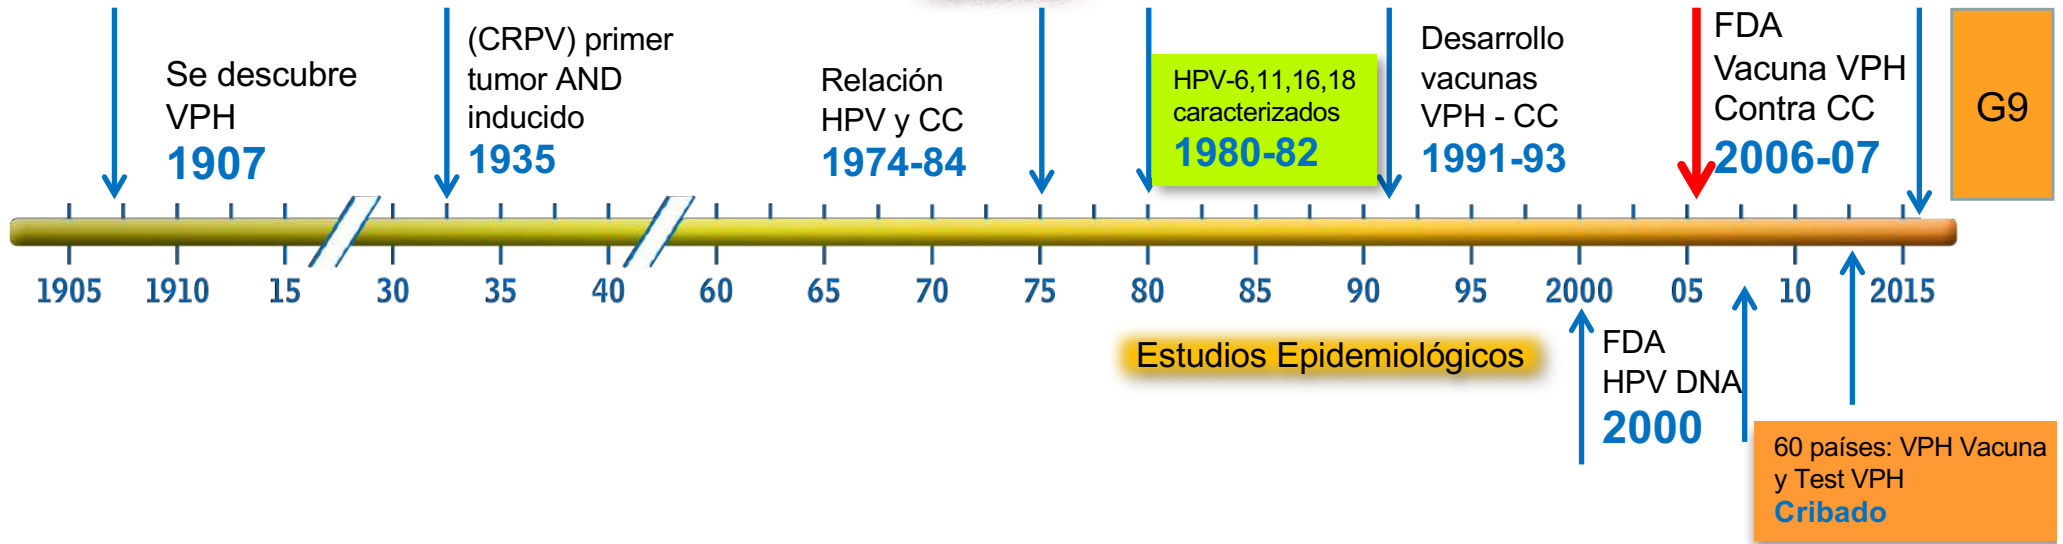 Se descubre
VPH
1907
(CRPV) primer
tumor AND
inducido
1935
Relación
HPV y CC
1974-84
HPV-6,11,16,18
caracterizados
1980-82
Desarrollo
vacunas
VPH - CC
1991-93
FDA
Vacuna VPH
Contra CC
2006-07
G9
1905 1910 15 30 35 40 60 65 70 75 80 85 90 95 2000 05 10 2015
Estudios Epidemiológicos
FDA
HPV DNA
2000
60 países: VPH Vacuna
y Test VPH
Cribado